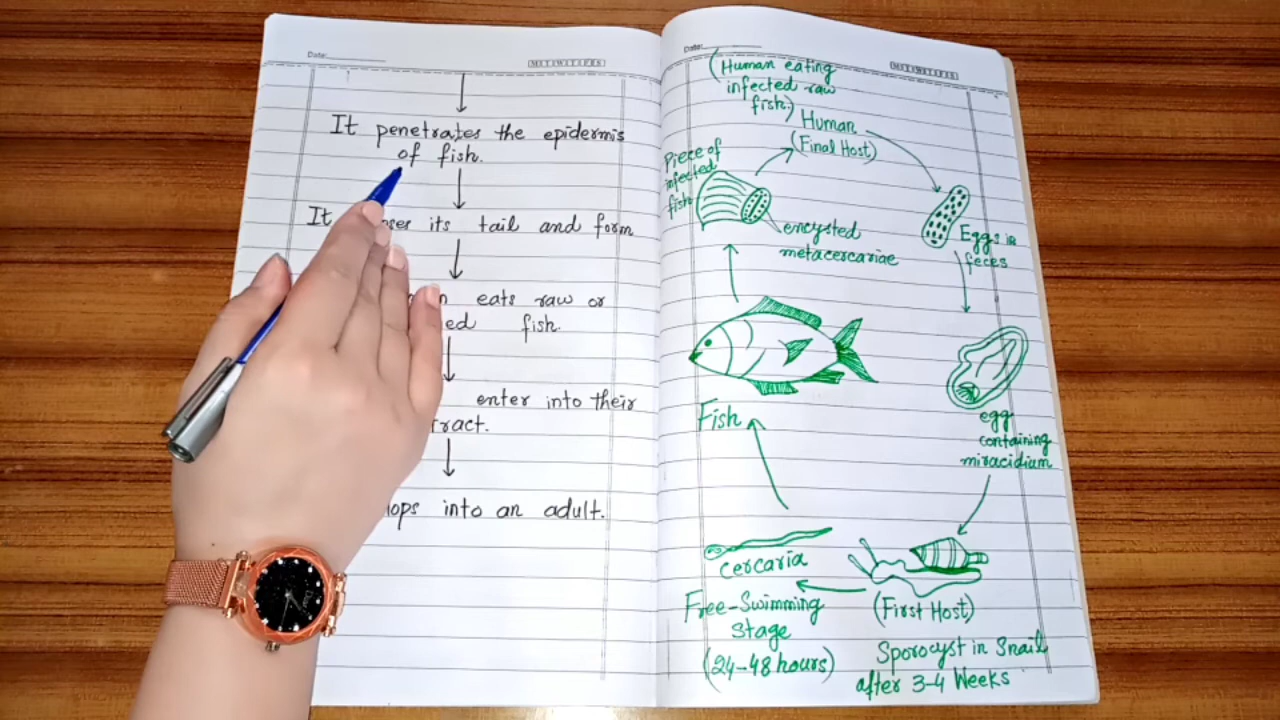 Date:
It penetrates the epidermis
of fish.
It its tail and form
eats raw or
fish.
enter into their
into an adult.
Date:
(Human eating
infected raw
fish.)
Human
(Final Host)
Piece of
infected
fish
encysted
metacercariae
Eggs in
feces
Fish
egg
containing
miracidium
cercaria
Free-Swimming
Stage
(24-48 hours)
(First Host)
Sporocyst in Snail
after 3-4 Weeks